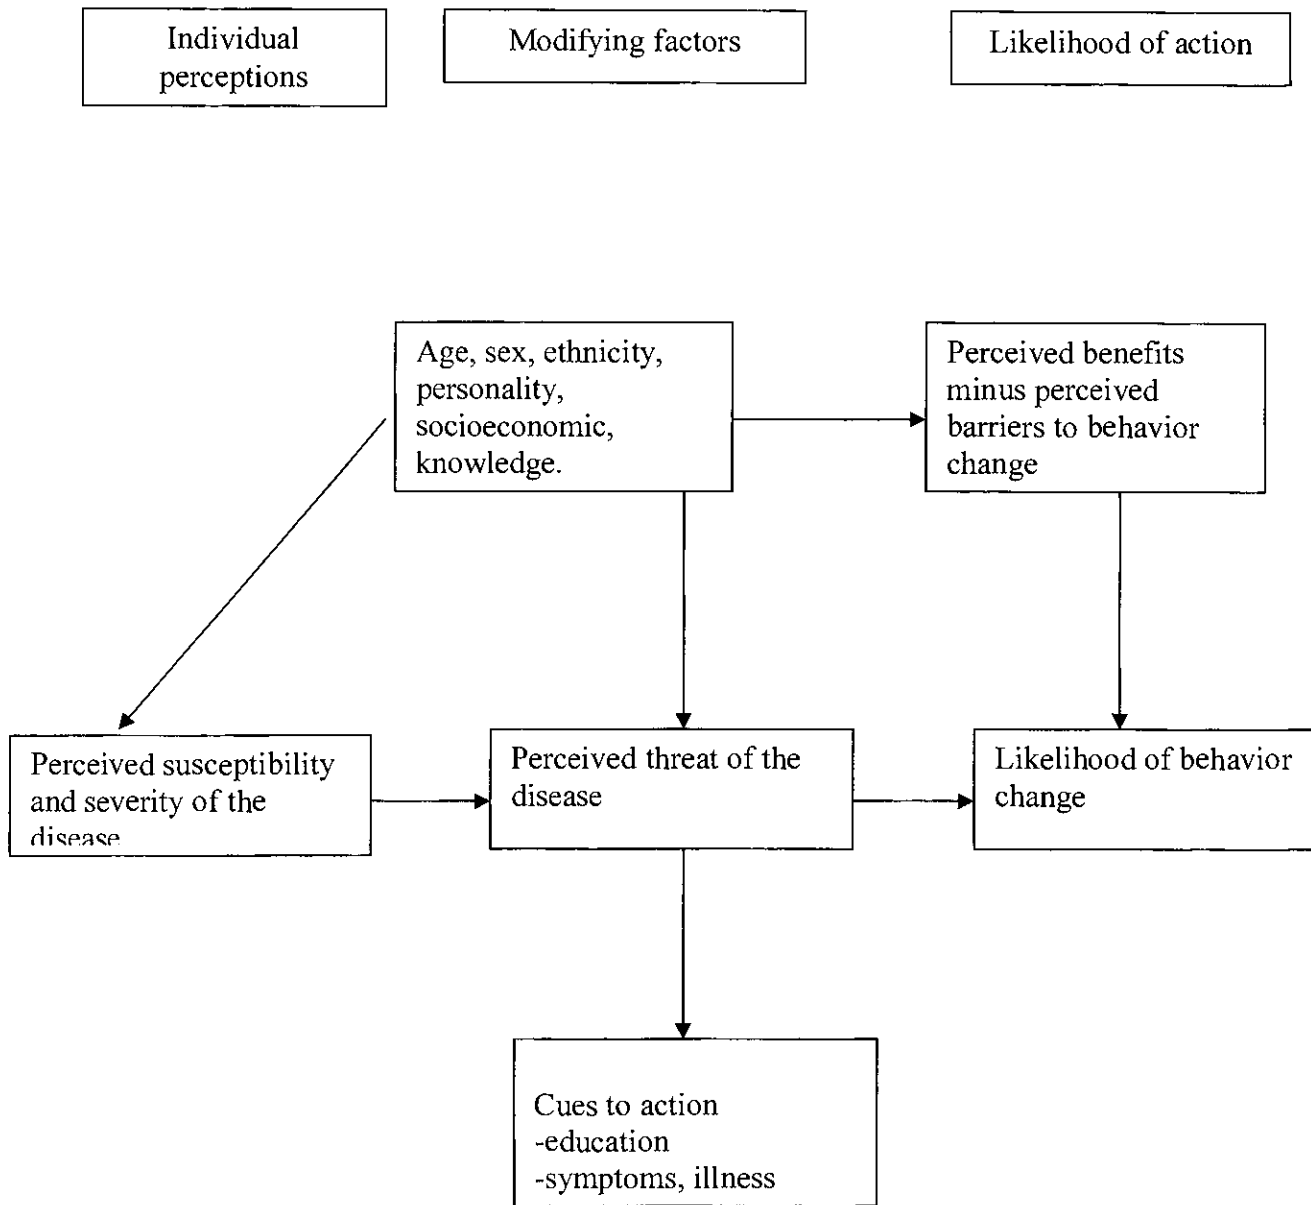 Individual
perceptions
Modifying factors
Likelihood of action
Age, sex, ethnicity,
personality,
socioeconomic,
knowledge.
Perceived benefits
minus perceived
barriers to behavior
change
Perceived susceptibility
and severity of the
disease
Perceived threat of the
disease
Likelihood of behavior
change
Cues to action
-education
-symptoms, illness